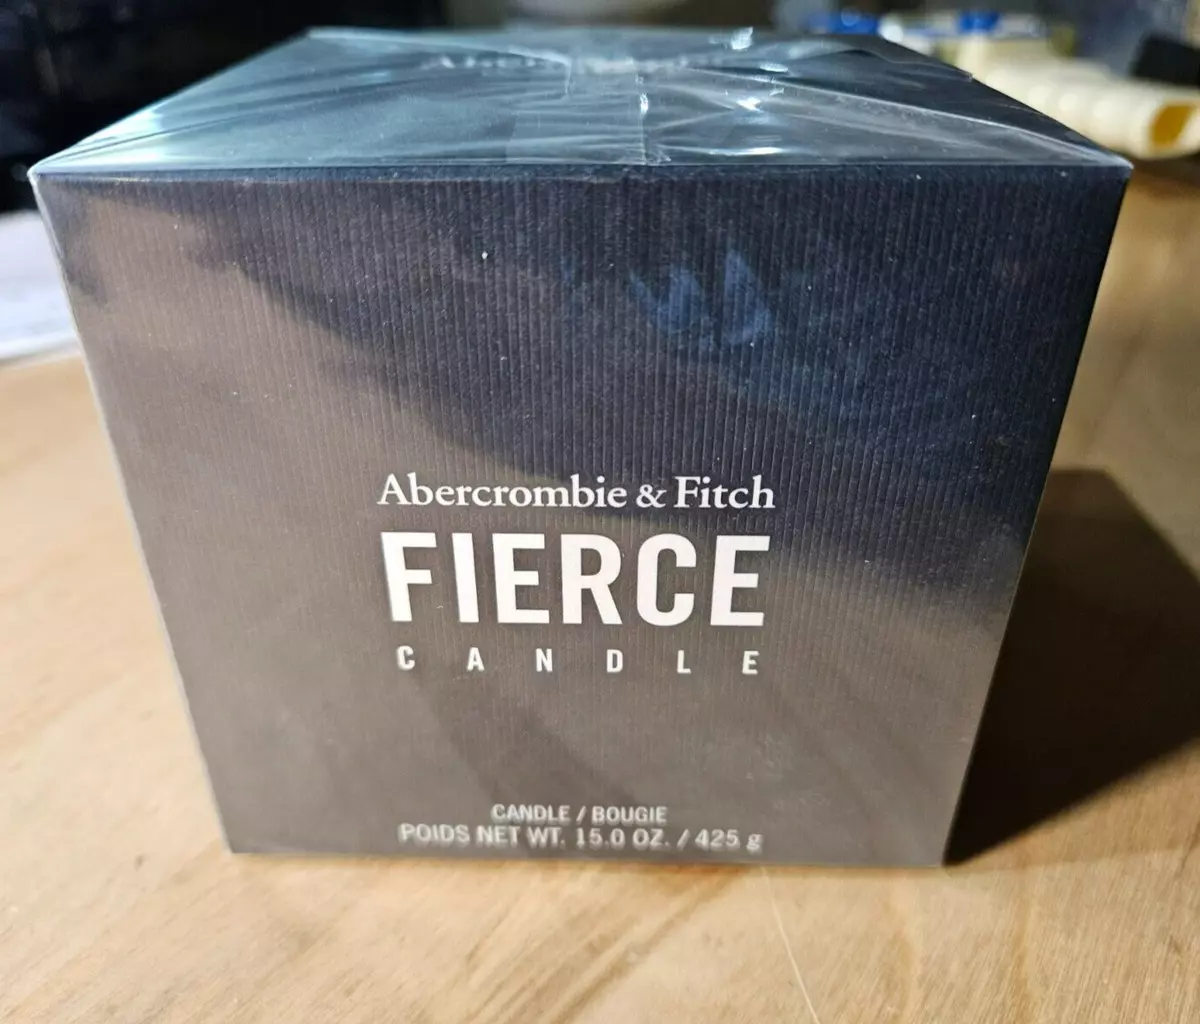 Abercrombie & Fitch
FIERCE
CANDLE
CANDLE / BOUGIE
POIDS NET WT. 15.0 OZ. / 425 g